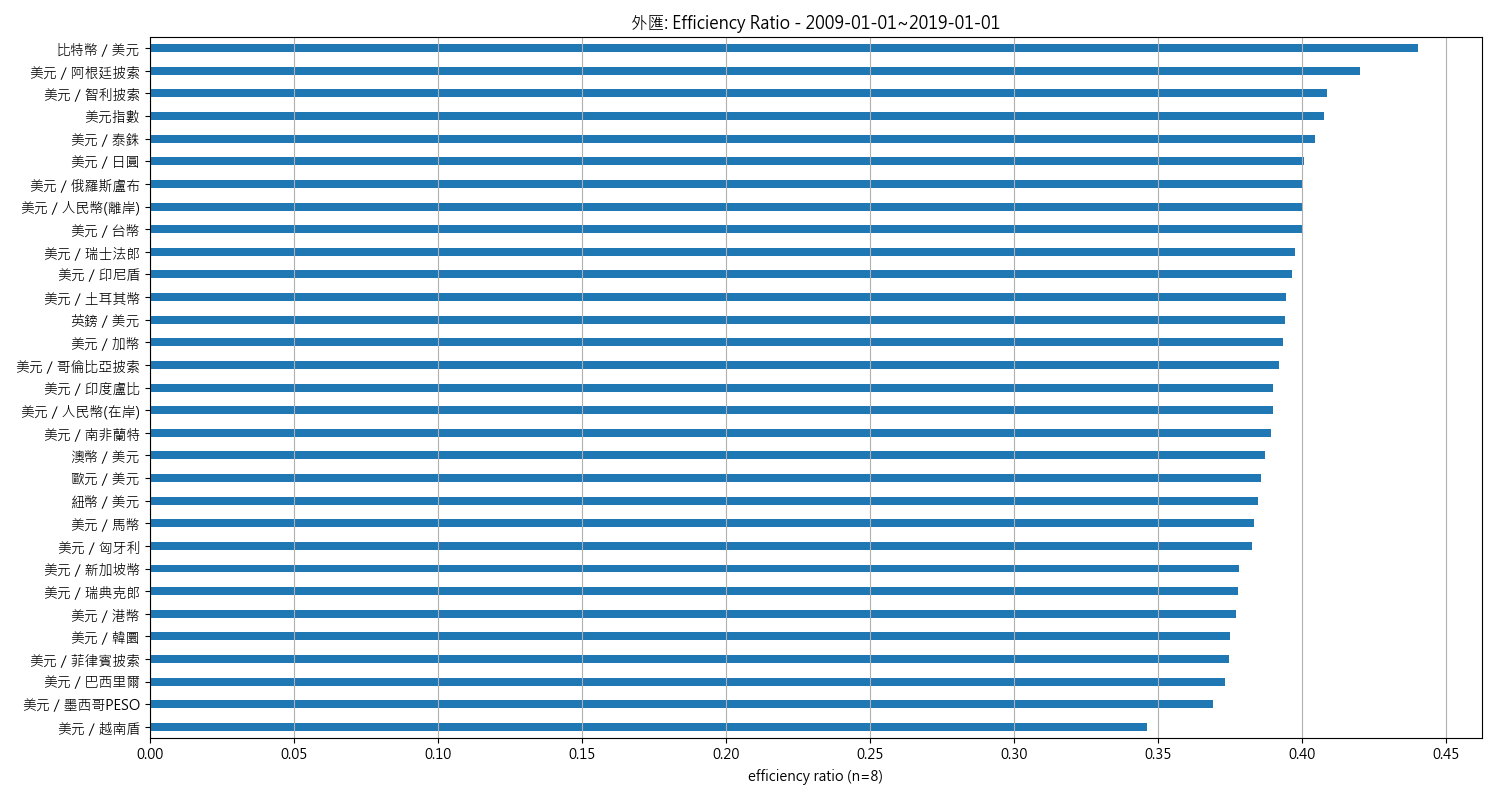 外匯: Efficiency Ratio - 2009-01-01~2019-01-01
比特幣 / 美元
美元 / 阿根廷披索
美元 / 智利披索
美元指數
美元 / 泰銖
美元 / 日圓
美元 / 俄羅斯盧布
美元 / 人民幣(離岸)
美元 / 台幣
美元 / 瑞士法郎
美元 / 印尼盾
美元 / 土耳其幣
英鎊 / 美元
美元 / 加幣
美元 / 哥倫比亞披索
美元 / 印度盧比
美元 / 人民幣(在岸)
美元 / 南非蘭特
澳幣 / 美元
歐元 / 美元
紐幣 / 美元
美元 / 馬幣
美元 / 匈牙利
美元 / 新加坡幣
美元 / 瑞典克郎
美元 / 港幣
美元 / 韓圜
美元 / 菲律賓披索
美元 / 巴西里爾
美元 / 墨西哥PESO
美元 / 越南盾
0.00 0.05 0.10 0.15 0.20 0.25 0.30 0.35 0.40 0.45
efficiency ratio (n=8)